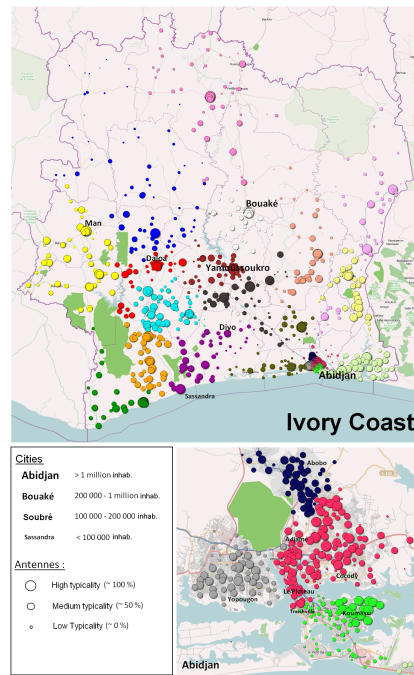 Bouaké
Man
Daloa
Yamoussoukro
Divo
Sassandra
Abidjan
Ivory Coast
Cities
Abidjan > 1 million inhab.
Bouaké 200 000 - 1 million inhab.
Soubré 100 000 - 200 000 inhab.
Sassandra < 100 000 inhab.
Antennes :
High typicality (~ 100 %)
Medium typicality (~ 50 %)
Low Typicality (~ 0 %)
Abobo
Adjamé
Cocody
Yopougon
Le Plateau
Treichville
Koumassi
Abidjan